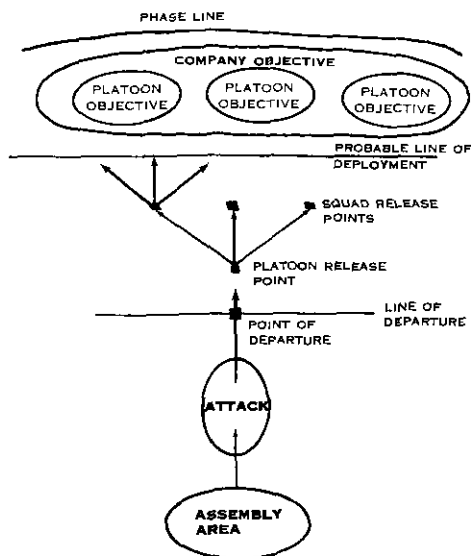 PHASE LINE
COMPANY OBJECTIVE
PLATOON
OBJECTIVE
PLATOON
OBJECTIVE
PLATOON
OBJECTIVE
PROBABLE LINE OF
DEPLOYMENT
SQUAD RELEASE
POINTS
PLATOON RELEASE
POINT
LINE OF
DEPARTURE
POINT OF
DEPARTURE
ATTACK
ASSEMBLY
AREA